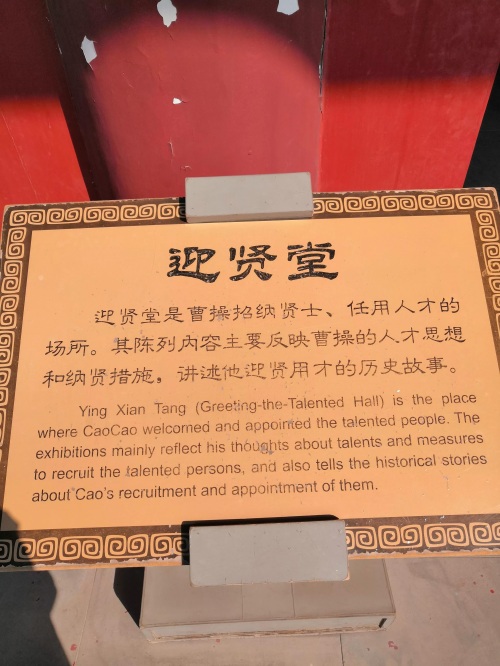 迎贤堂
迎贤堂是曹操招纳贤士、任用人才的
场所。其陈列内容主要反映曹操的人才思想
和纳贤措施，讲述他迎贤用才的历史故事。
Ying Xian Tang (Greeting-the-Talented Hall) is the place
where CaoCao welcomed and appointed the talented people. The
exhibitions mainly reflect his thoughts about talents and measures
to recruit the talented persons, and also tells the historical stories
about Cao's recruitment and appointment of them.